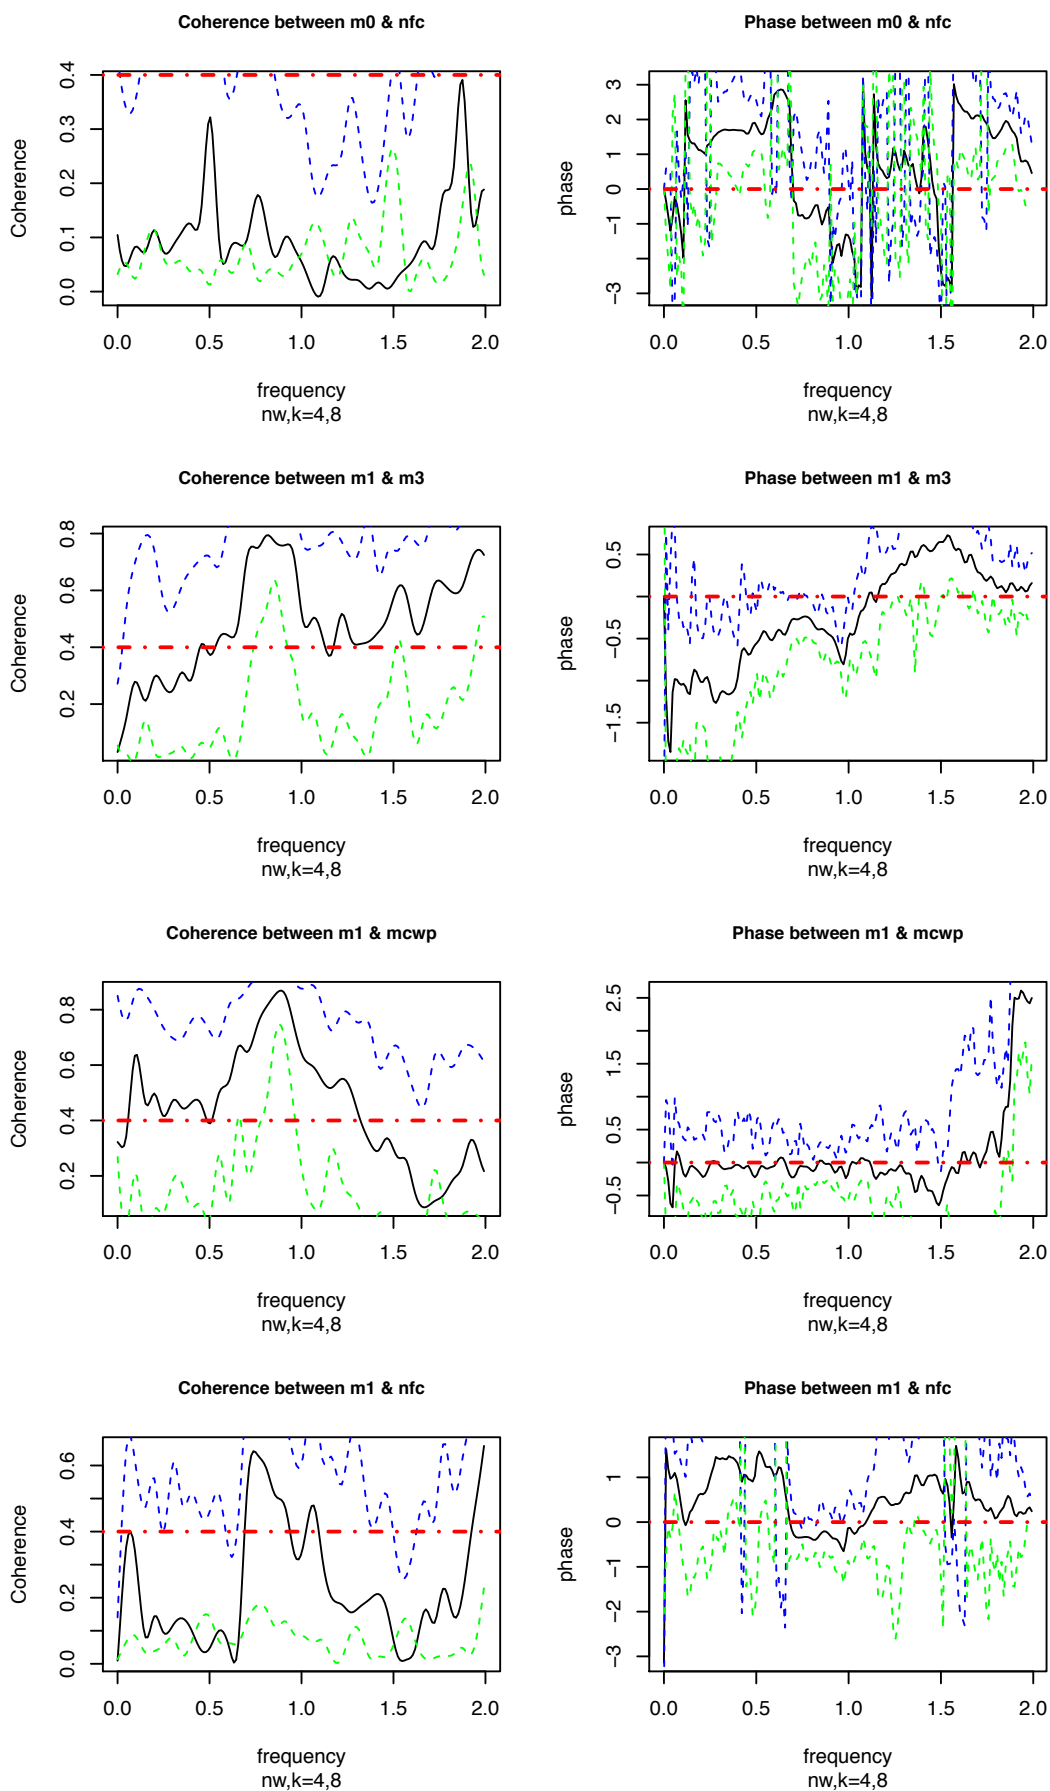 Coherence between m0 & nfc
Coherence
0.0 0.1 0.2 0.3 0.4
0.0 0.5 1.0 1.5 2.0
frequency
nw,k=4,8
Phase between m0 & nfc
phase
−3 −1 0 1 2 3
0.0 0.5 1.0 1.5 2.0
frequency
nw,k=4,8
Coherence between m1 & m3
Coherence
0.2 0.4 0.6 0.8
0.0 0.5 1.0 1.5 2.0
frequency
nw,k=4,8
Phase between m1 & m3
phase
−1.5 −0.5 0.5
0.0 0.5 1.0 1.5 2.0
frequency
nw,k=4,8
Coherence between m1 & mcwp
Coherence
0.2 0.4 0.6 0.8
0.0 0.5 1.0 1.5 2.0
frequency
nw,k=4,8
Phase between m1 & mcwp
phase
−0.5 0.5 1.5 2.5
0.0 0.5 1.0 1.5 2.0
frequency
nw,k=4,8
Coherence between m1 & nfc
Coherence
0.0 0.2 0.4 0.6
0.0 0.5 1.0 1.5 2.0
frequency
nw,k=4,8
Phase between m1 & nfc
phase
−3 −2 −1 0 1
0.0 0.5 1.0 1.5 2.0
frequency
nw,k=4,8